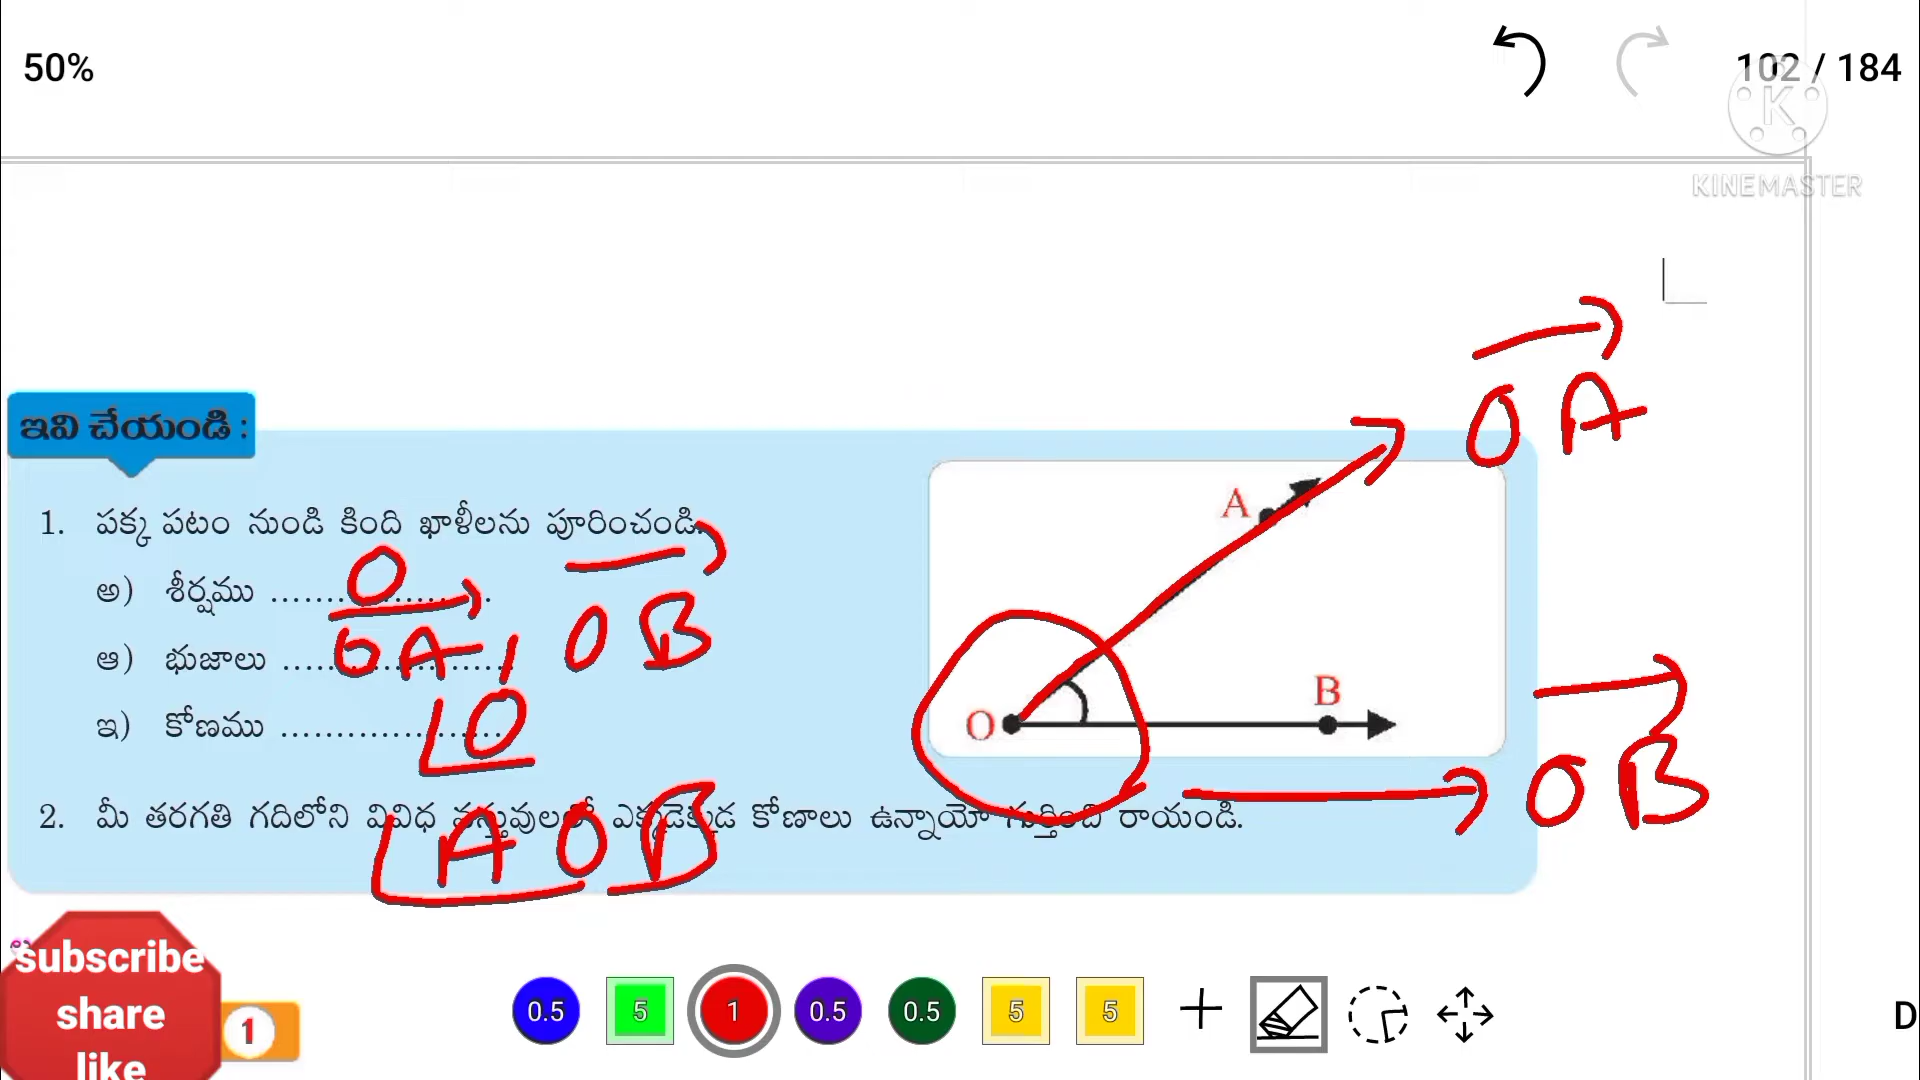 50%
102 / 184
KINEMASTER
ఇవి చేయండి :
1. పక్క పటం నుండి కింది ఖాళీలను పూరించండి.
అ) శీర్షము .................... O
ఆ) భుజాలు .................... OA, OB
ఇ) కోణము .................... ∠O
∠AOB
2. మీ తరగతి గదిలోని వివిధ వస్తువులలో ఎక్కడెక్కడ కోణాలు ఉన్నాయో గుర్తించి రాయండి.
A
O
B
OA
OB
subscribe
share
like
1
0.5 5 1 0.5 0.5 5 5
D